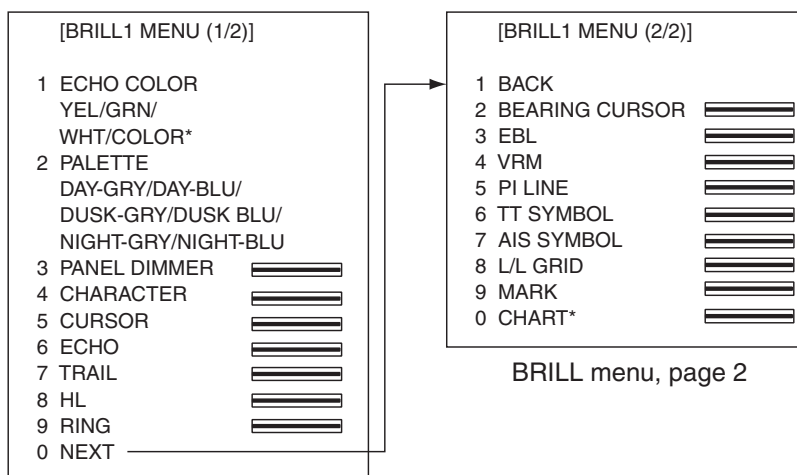 [BRILL1 MENU (1/2)]
1 ECHO COLOR
YEL/GRN/
WHT/COLOR*
2 PALETTE
DAY-GRY/DAY-BLU/
DUSK-GRY/DUSK BLU/
NIGHT-GRY/NIGHT-BLU
3 PANEL DIMMER
4 CHARACTER
5 CURSOR
6 ECHO
7 TRAIL
8 HL
9 RING
0 NEXT
[BRILL1 MENU (2/2)]
1 BACK
2 BEARING CURSOR
3 EBL
4 VRM
5 PI LINE
6 TT SYMBOL
7 AIS SYMBOL
8 L/L GRID
9 MARK
0 CHART*
BRILL menu, page 2